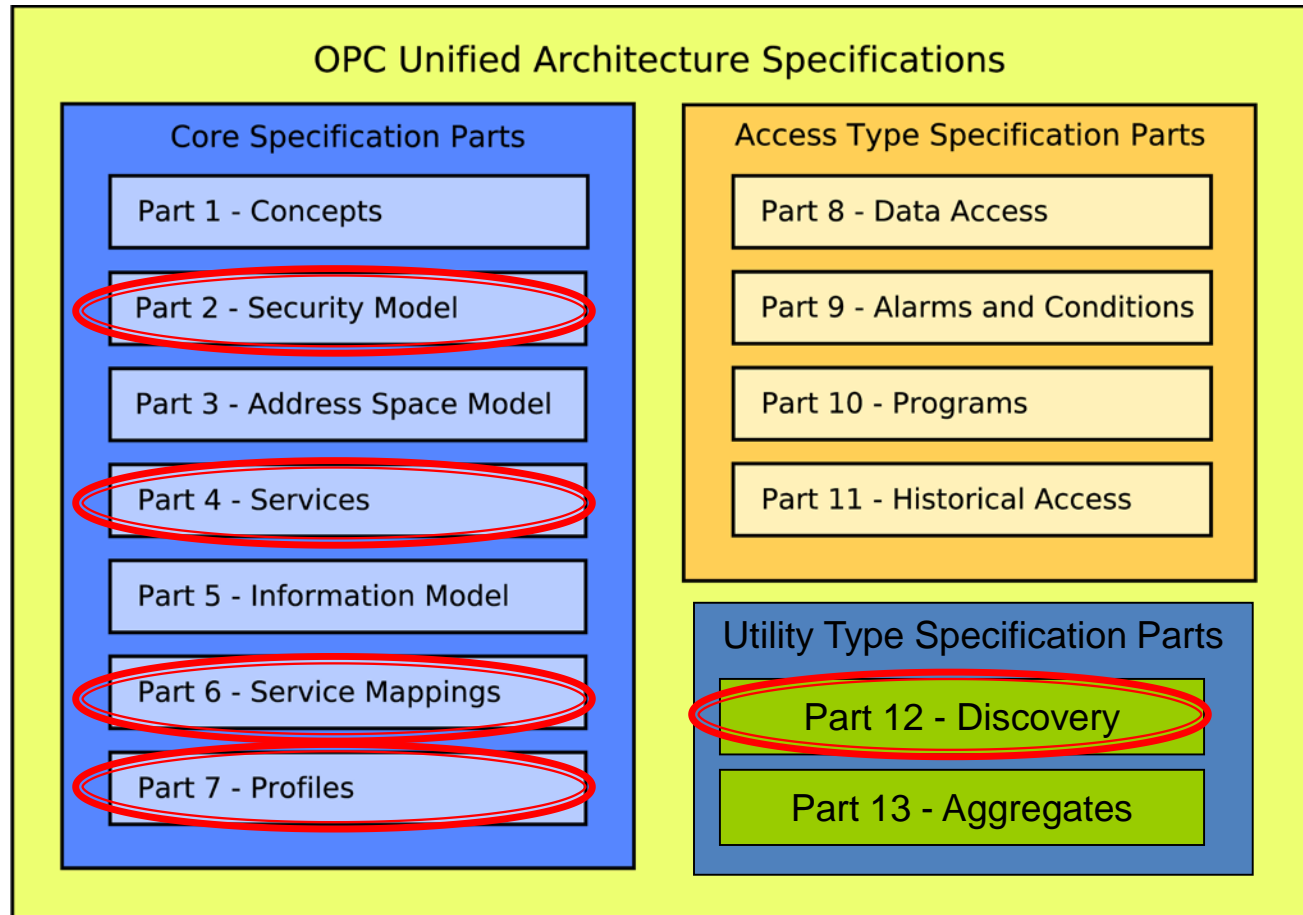 OPC Unified Architecture Specifications
Core Specification Parts
Part 1 - Concepts
Part 2 - Security Model
Part 3 - Address Space Model
Part 4 - Services
Part 5 - Information Model
Part 6 - Service Mappings
Part 7 - Profiles
Access Type Specification Parts
Part 8 - Data Access
Part 9 - Alarms and Conditions
Part 10 - Programs
Part 11 - Historical Access
Utility Type Specification Parts
Part 12 - Discovery
Part 13 - Aggregates